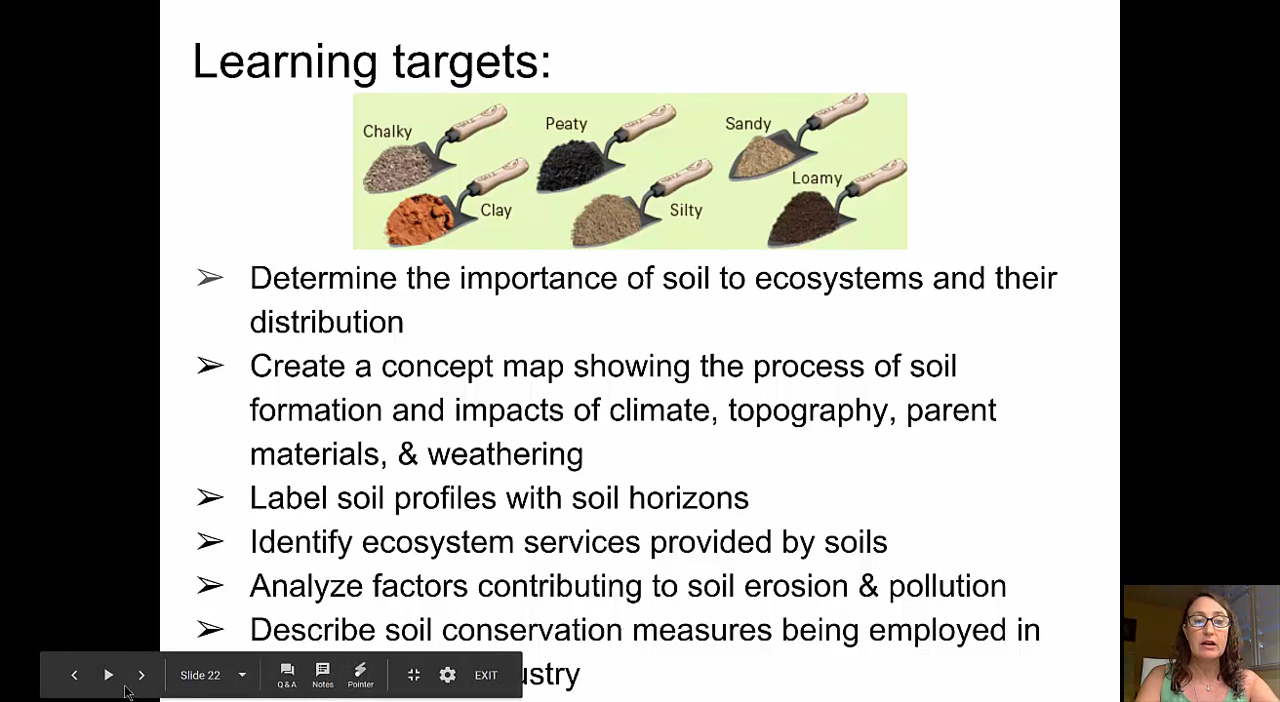 Learning targets:
Chalky
Peaty
Sandy
Clay
Silty
Loamy
➢ Determine the importance of soil to ecosystems and their
distribution
➢ Create a concept map showing the process of soil
formation and impacts of climate, topography, parent
materials, & weathering
➢ Label soil profiles with soil horizons
➢ Identify ecosystem services provided by soils
➢ Analyze factors contributing to soil erosion & pollution
➢ Describe soil conservation measures being employed in
ustry
Slide 22
Q & A
Notes
Pointer
EXIT